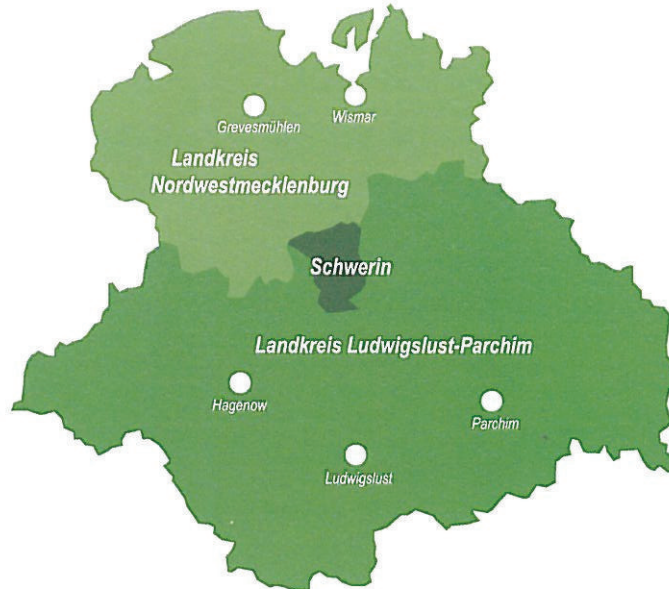 Grevesmühlen
Wismar
Landkreis
Nordwestmecklenburg
Schwerin
Landkreis Ludwigslust-Parchim
Hagenow
Parchim
Ludwigslust